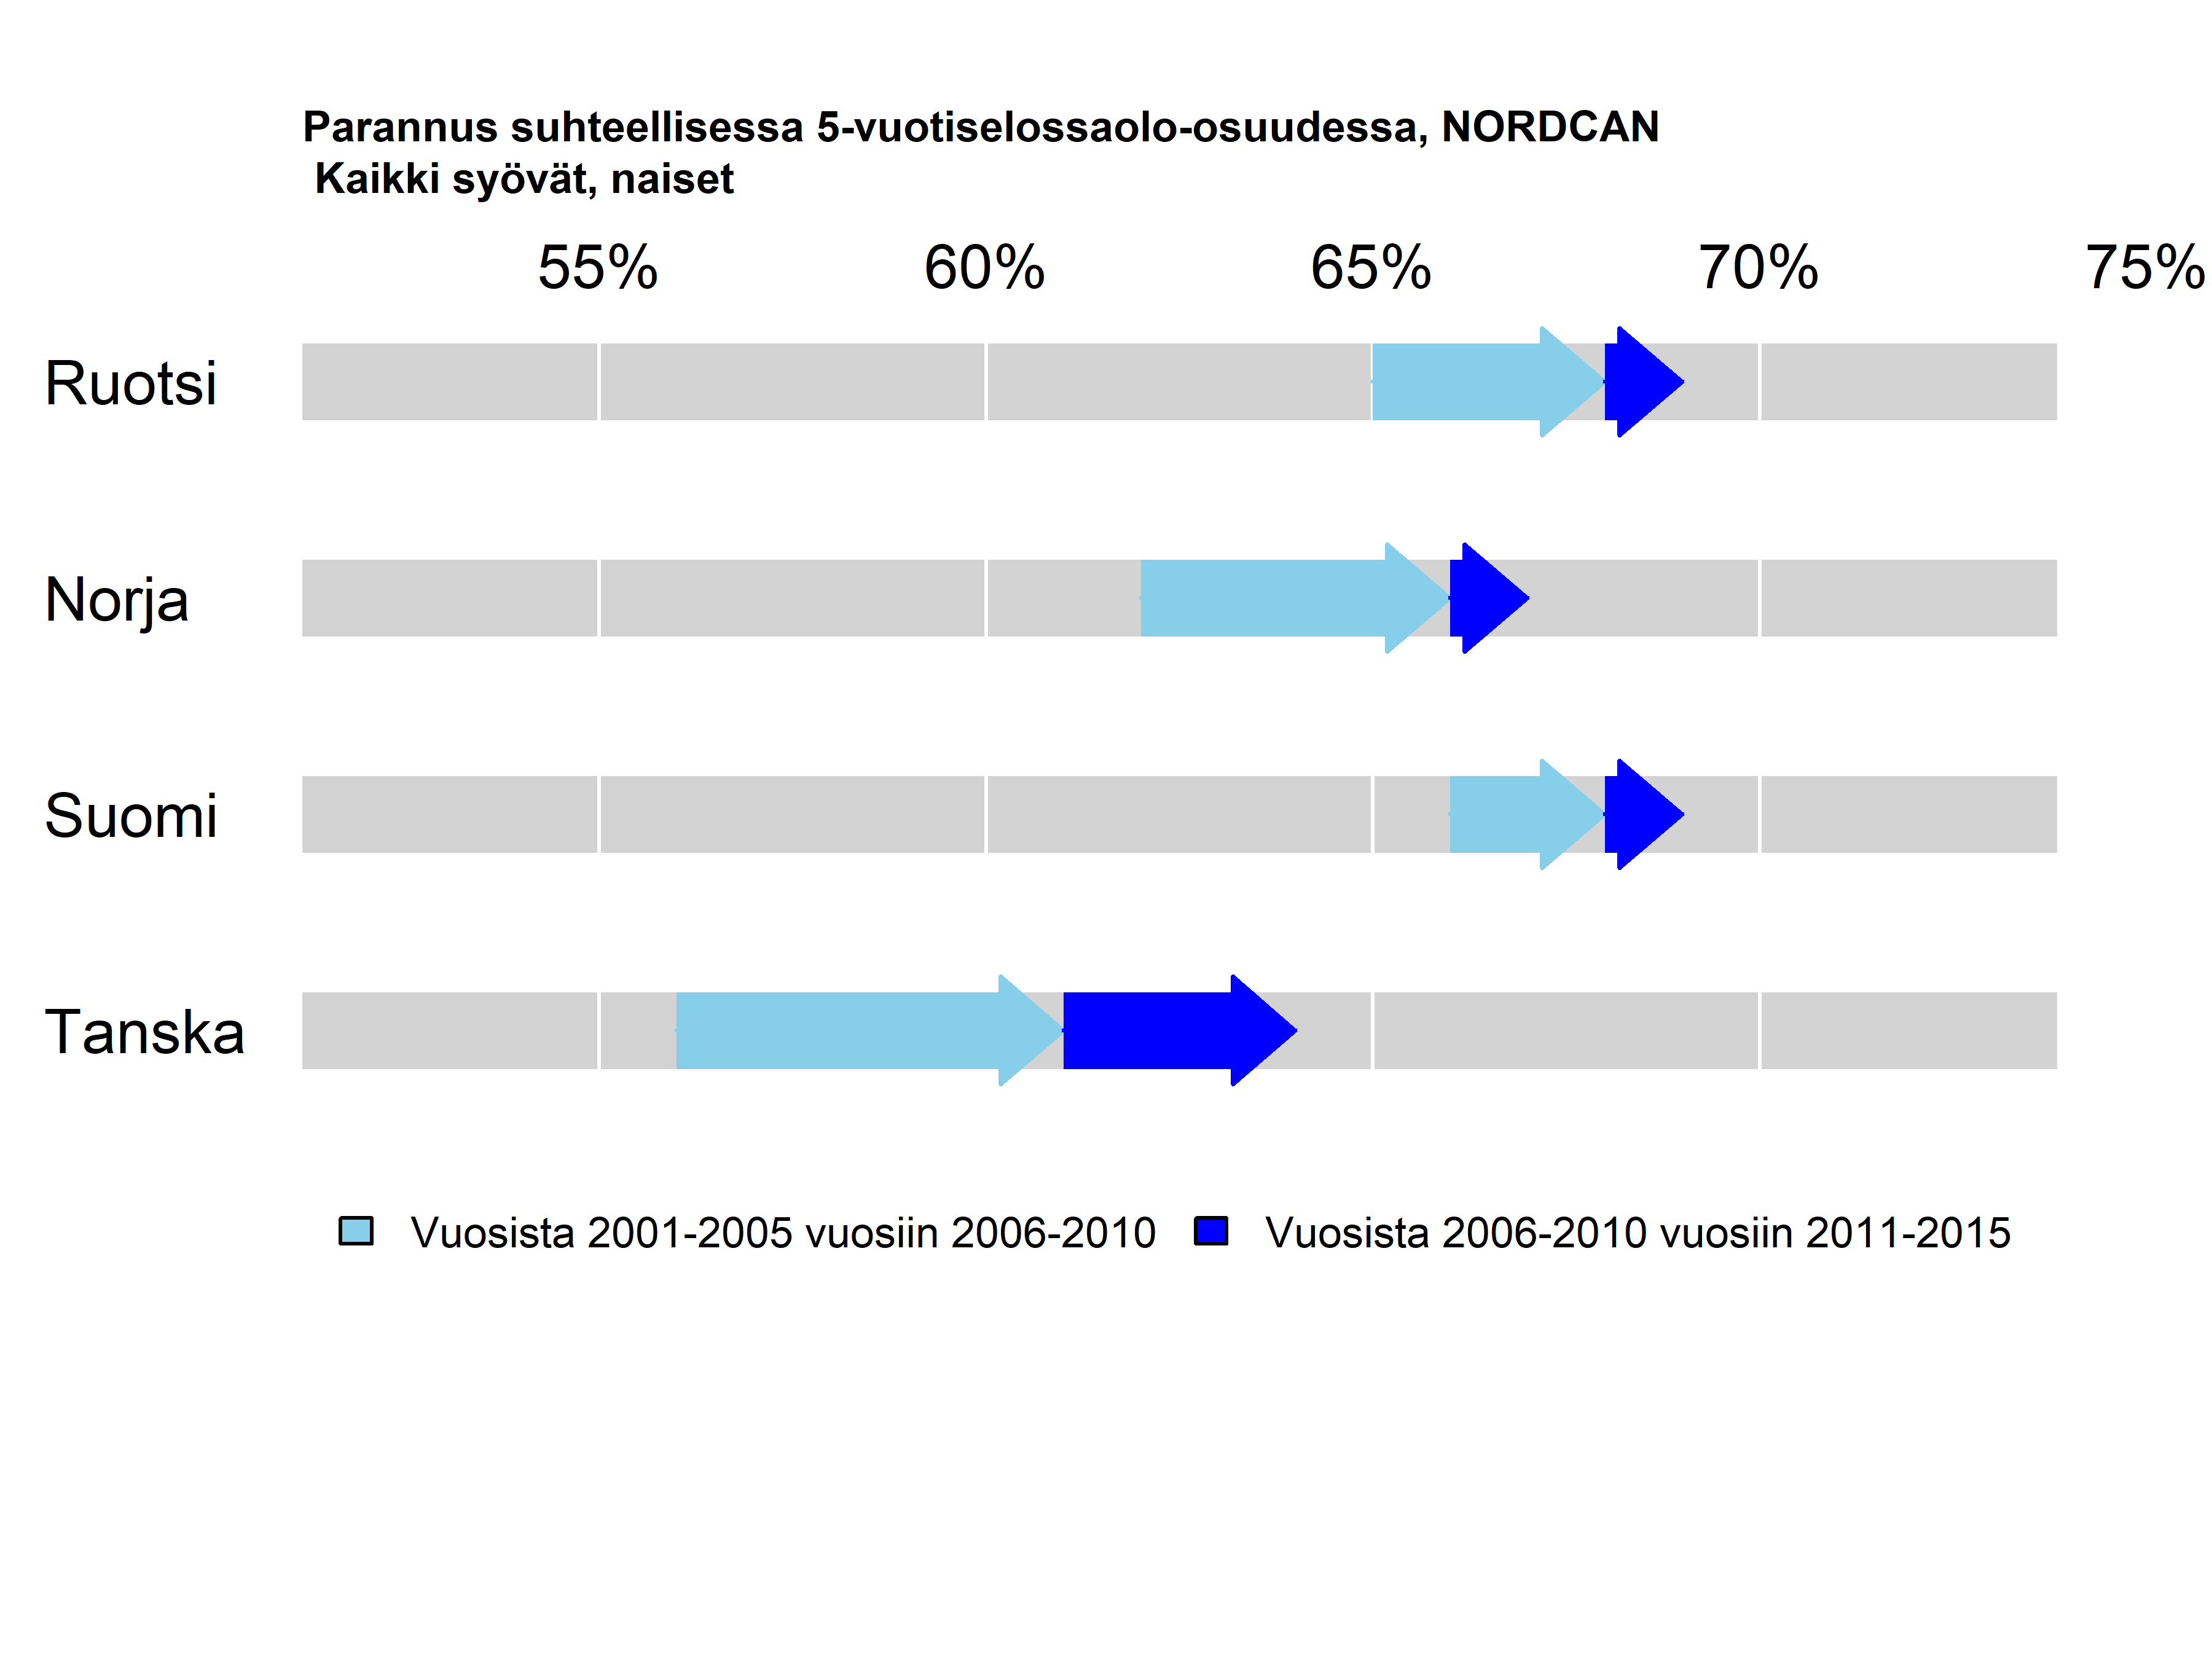 Parannus suhteellisessa 5-vuotiselossaolo-osuudessa, NORDCAN
Kaikki syövät, naiset
55% 60% 65% 70% 75%
Ruotsi
Norja
Suomi
Tanska
Vuosista 2001-2005 vuosiin 2006-2010 Vuosista 2006-2010 vuosiin 2011-2015